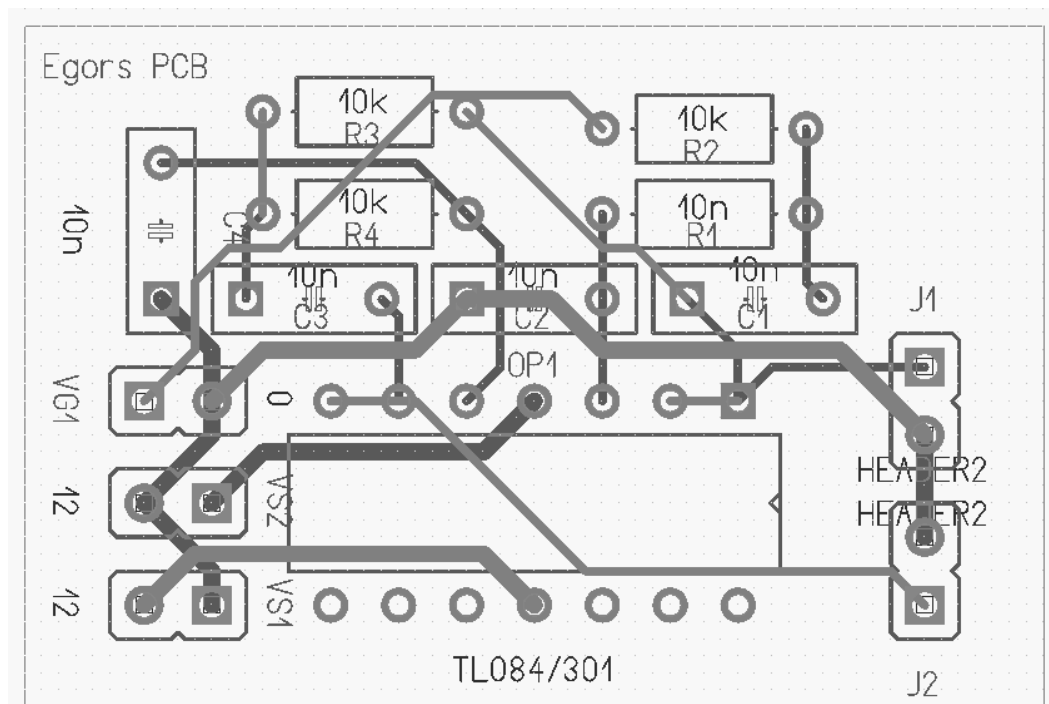 Egors PCB
10k
R3
10k
R2
10n
C4
10k
R4
10n
R1
10n
C3
10n
C2
10n
C1
J1
VG1
0
OP1
HEADER2
12
VS2
HEADER2
12
VS1
TL084/301
J2